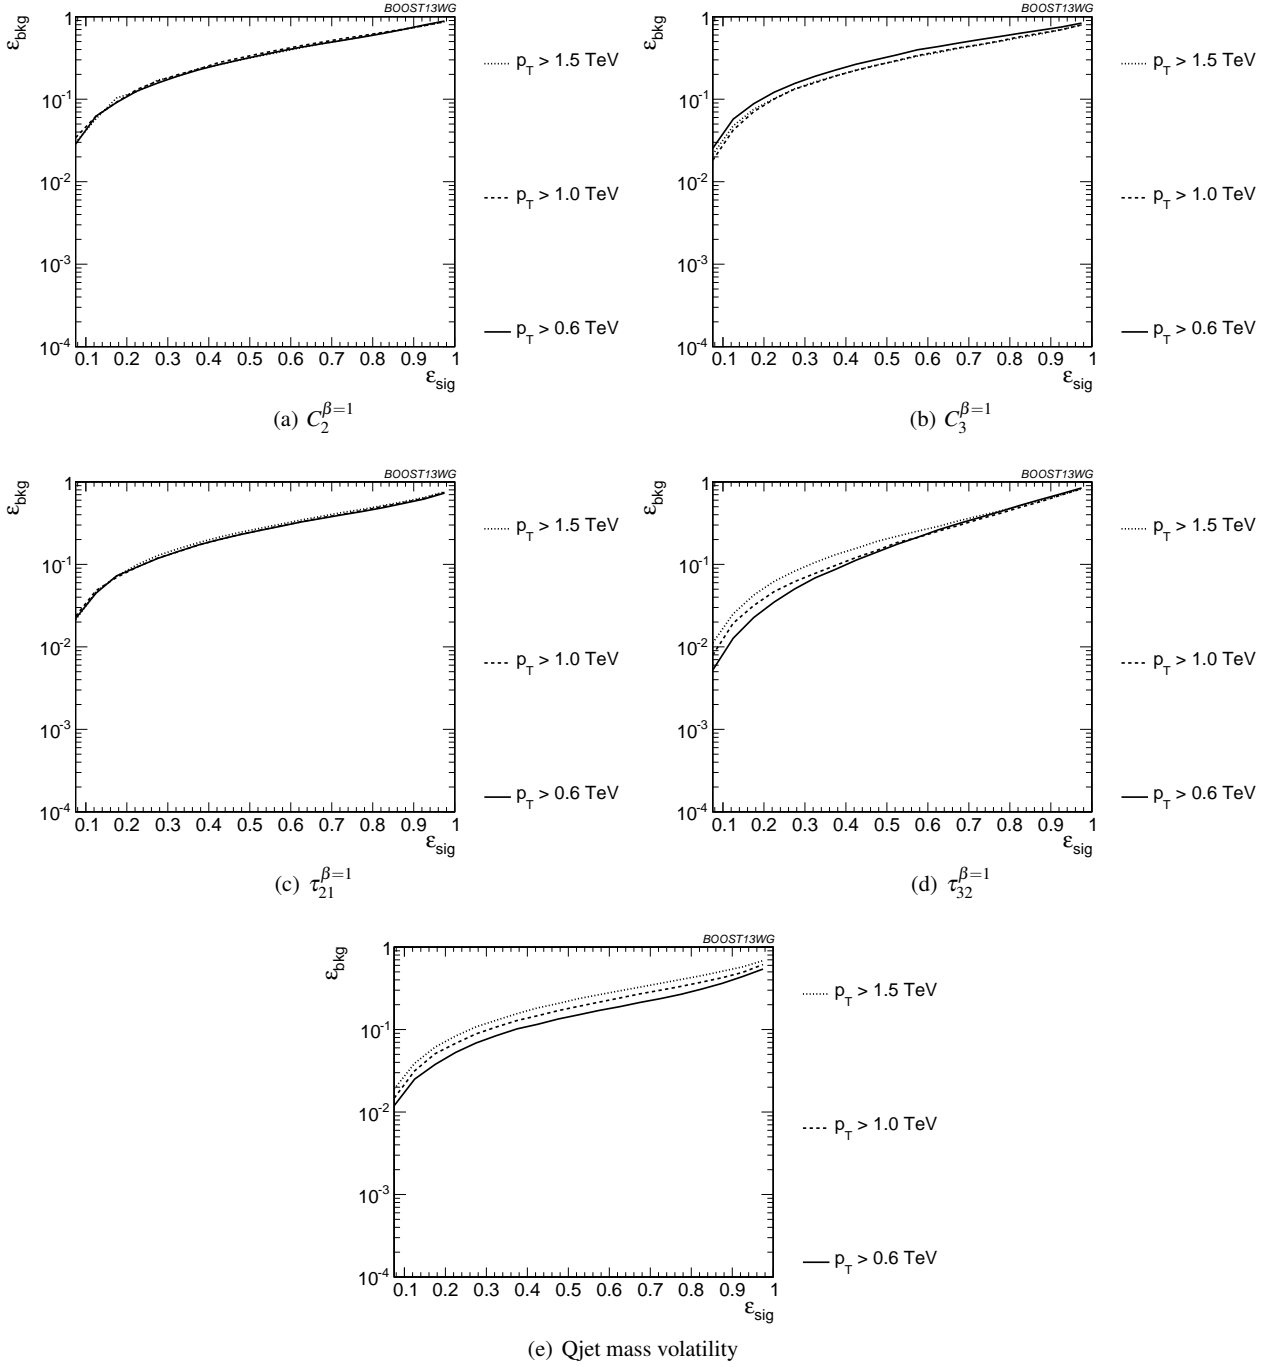 BOOST13WG
BOOST13WG
ε_bkg
1
10^-1
10^-2
10^-3
10^-4
0.1 0.2 0.3 0.4 0.5 0.6 0.7 0.8 0.9 1
ε_sig
p_T > 1.5 TeV
p_T > 1.0 TeV
p_T > 0.6 TeV
ε_bkg
1
10^-1
10^-2
10^-3
10^-4
0.1 0.2 0.3 0.4 0.5 0.6 0.7 0.8 0.9 1
ε_sig
p_T > 1.5 TeV
p_T > 1.0 TeV
p_T > 0.6 TeV
(a) C_2^β=1
(b) C_3^β=1
BOOST13WG
BOOST13WG
ε_bkg
1
10^-1
10^-2
10^-3
10^-4
0.1 0.2 0.3 0.4 0.5 0.6 0.7 0.8 0.9 1
ε_sig
p_T > 1.5 TeV
p_T > 1.0 TeV
p_T > 0.6 TeV
ε_bkg
1
10^-1
10^-2
10^-3
10^-4
0.1 0.2 0.3 0.4 0.5 0.6 0.7 0.8 0.9 1
ε_sig
p_T > 1.5 TeV
p_T > 1.0 TeV
p_T > 0.6 TeV
(c) τ_21^β=1
(d) τ_32^β=1
BOOST13WG
ε_bkg
1
10^-1
10^-2
10^-3
10^-4
0.1 0.2 0.3 0.4 0.5 0.6 0.7 0.8 0.9 1
ε_sig
p_T > 1.5 TeV
p_T > 1.0 TeV
p_T > 0.6 TeV
(e) Qjet mass volatility